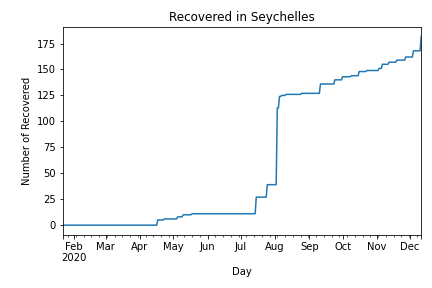 Recovered in Seychelles
Number of Recovered
175
150
125
100
75
50
25
0
Feb Mar Apr May Jun Jul Aug Sep Oct Nov Dec
2020
Day